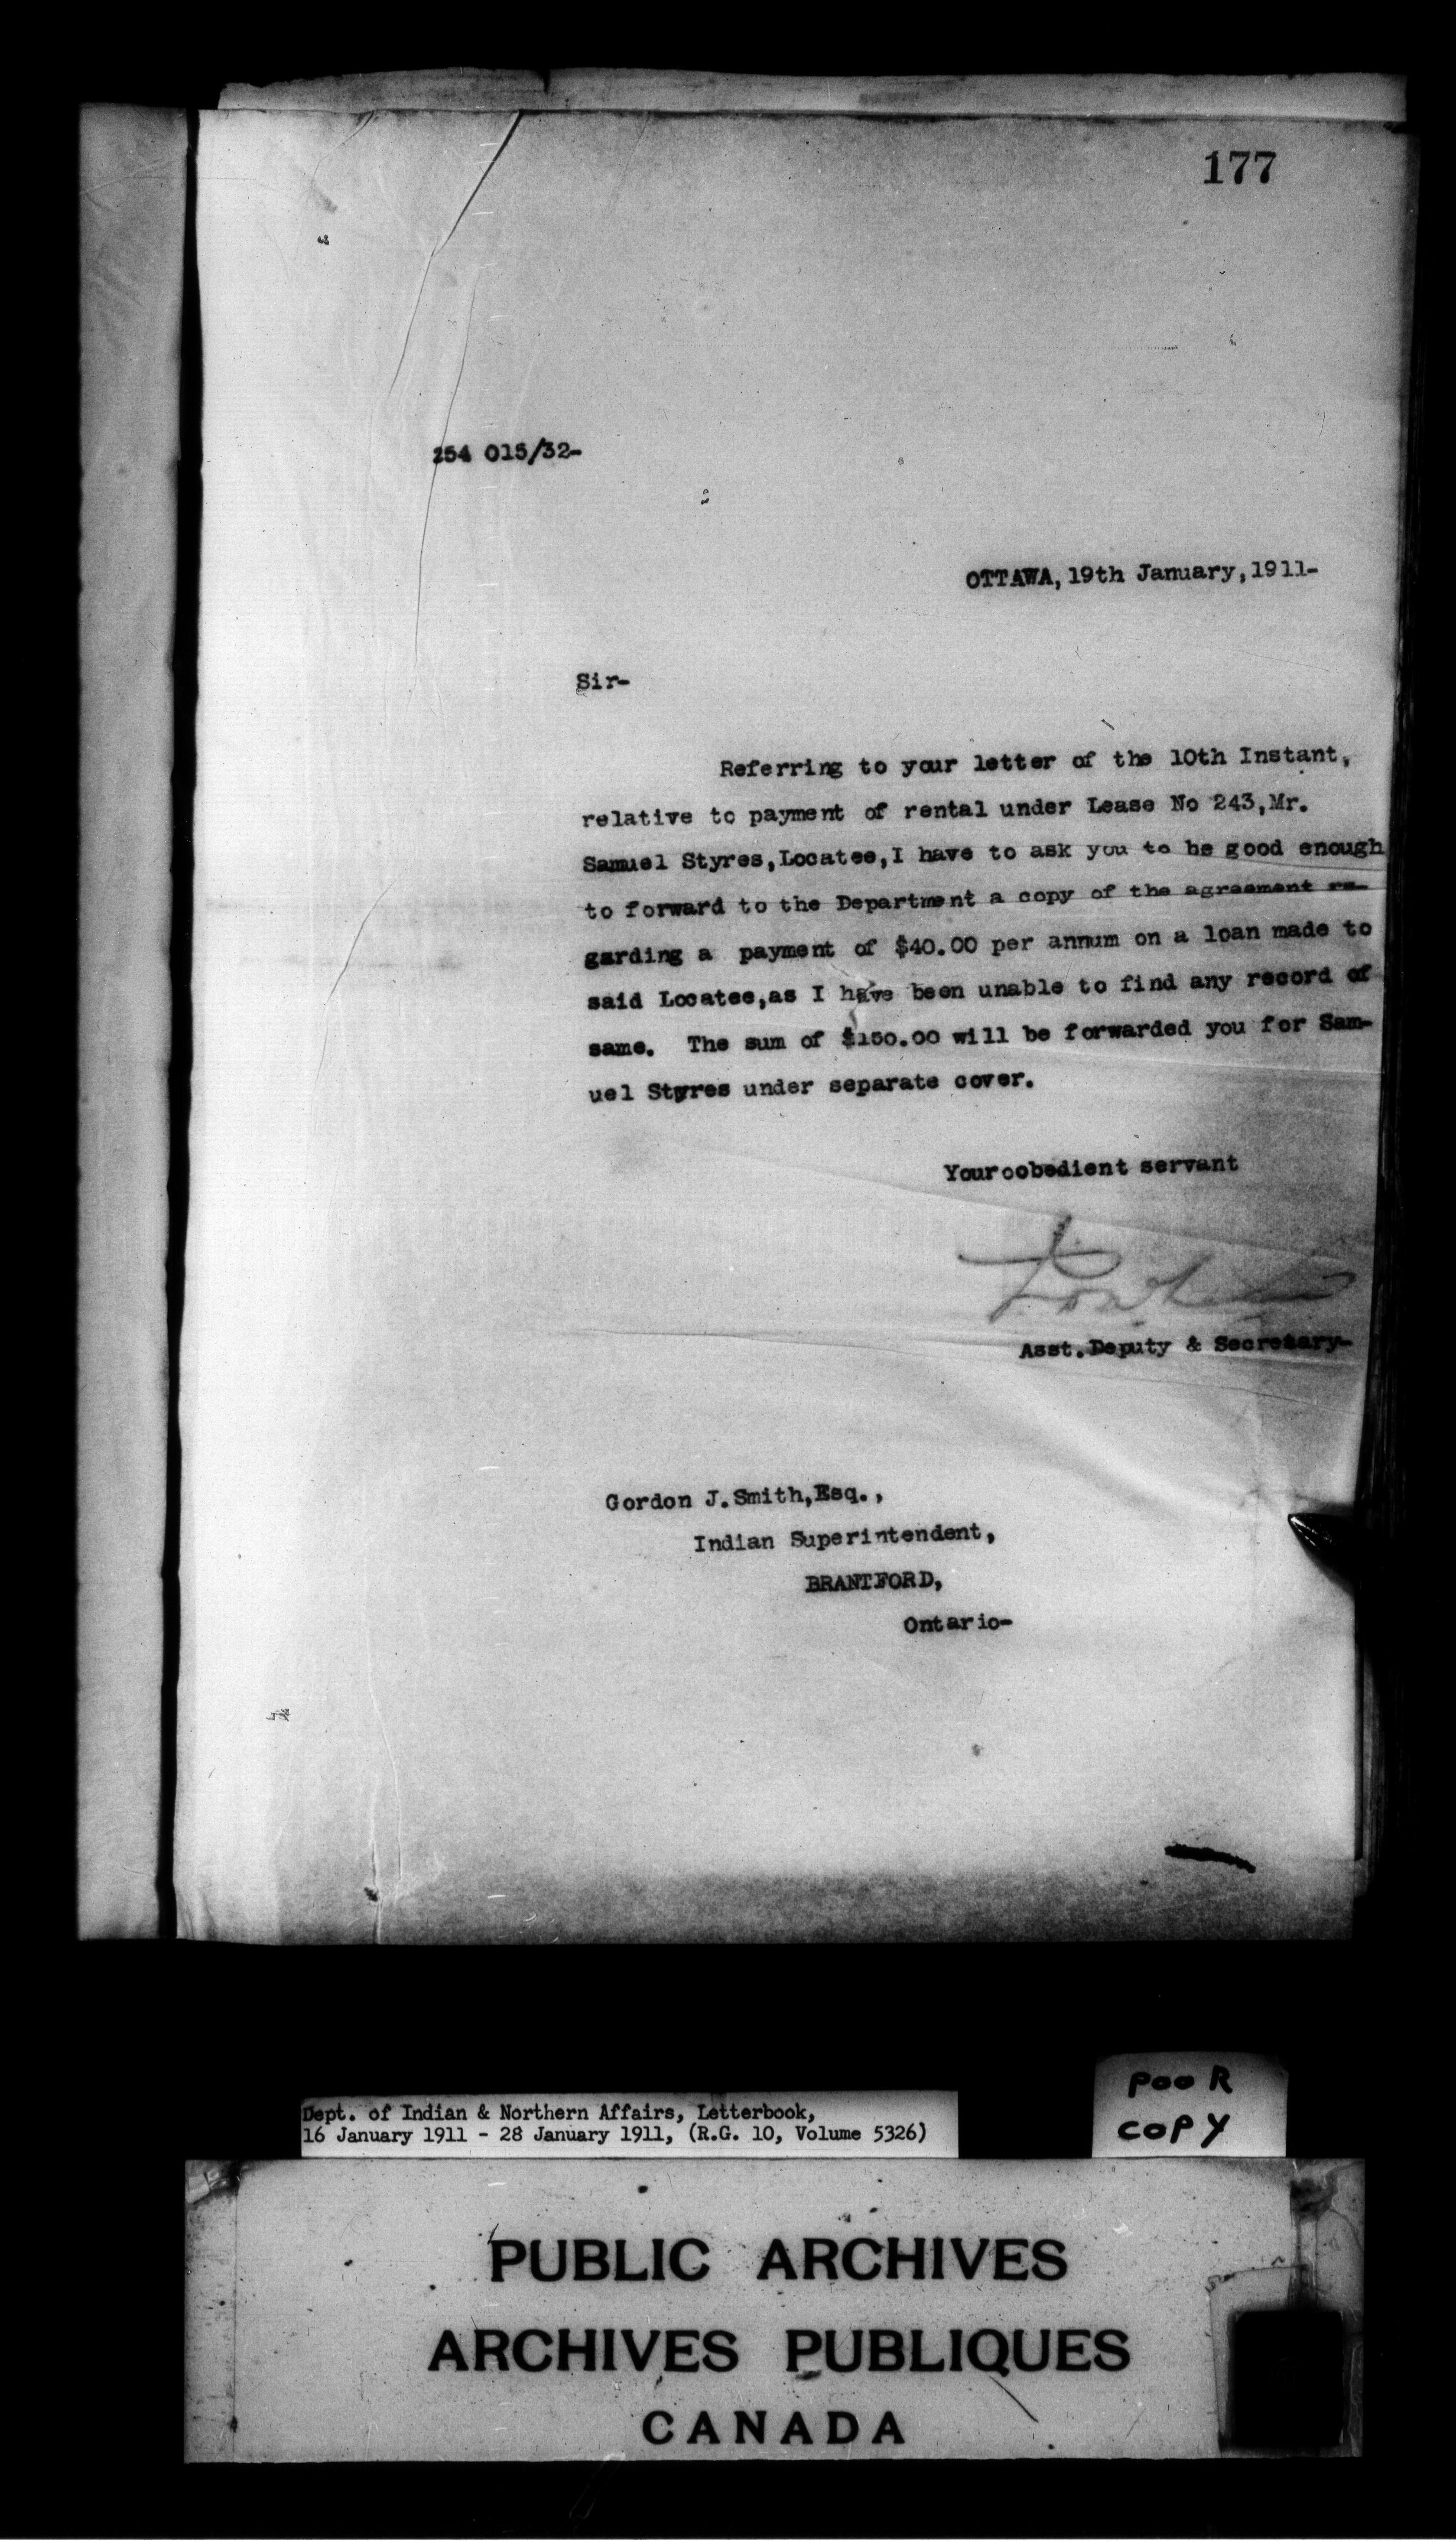 177
254 015/32-
OTTAWA, 19th January, 1911-
Sir-
Referring to your letter of the 10th Instant,
relative to payment of rental under Lease No 243, Mr.
Samuel Styres, Locatee, I have to ask you to be good enough
to forward to the Department a copy of the agreement re-
garding a payment of $40.00 per annum on a loan made to
said Locatee, as I have been unable to find any record of
same. The sum of $150.00 will be forwarded you for Sam-
uel Styres under separate cover.
Your obedient servant
Asst. Deputy & Secretary-
Gordon J. Smith, Esq.,
Indian Superintendent,
BRANTFORD,
Ontario-
Dept. of Indian & Northern Affairs, Letterbook,
16 January 1911 - 28 January 1911, (R.G. 10, Volume 5326)
POOR
COPY
PUBLIC ARCHIVES
ARCHIVES PUBLIQUES
CANADA